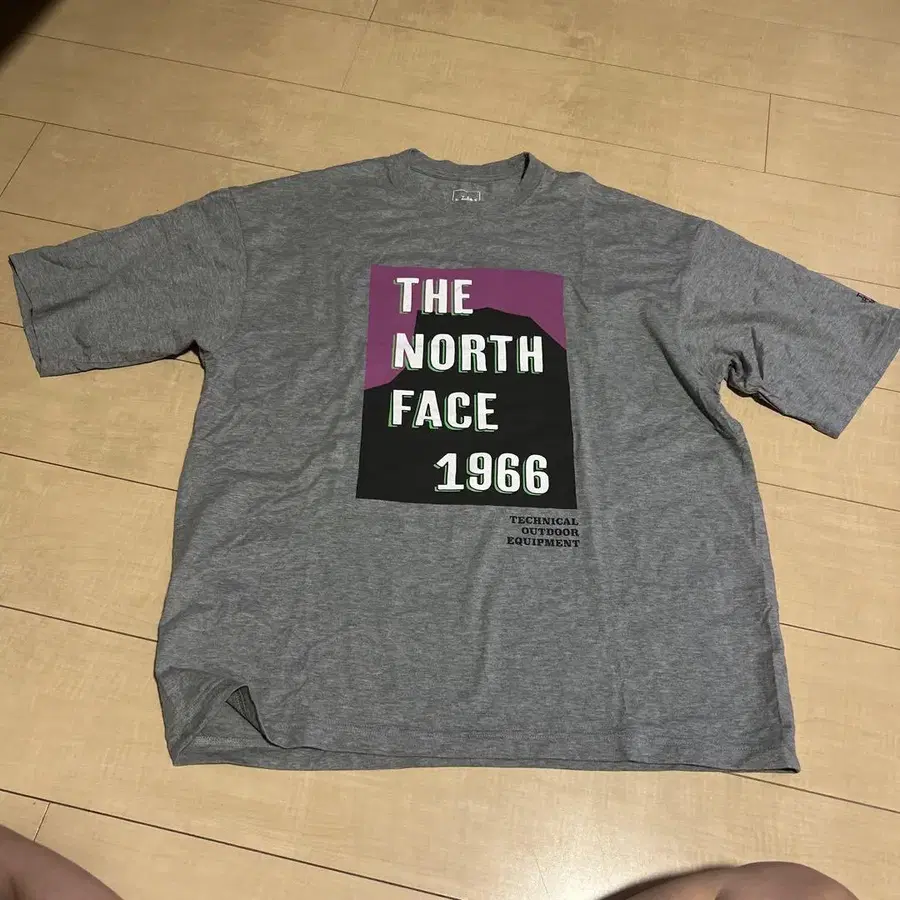 THE
NORTH
FACE
1966
TECHNICAL
OUTDOOR
EQUIPMENT